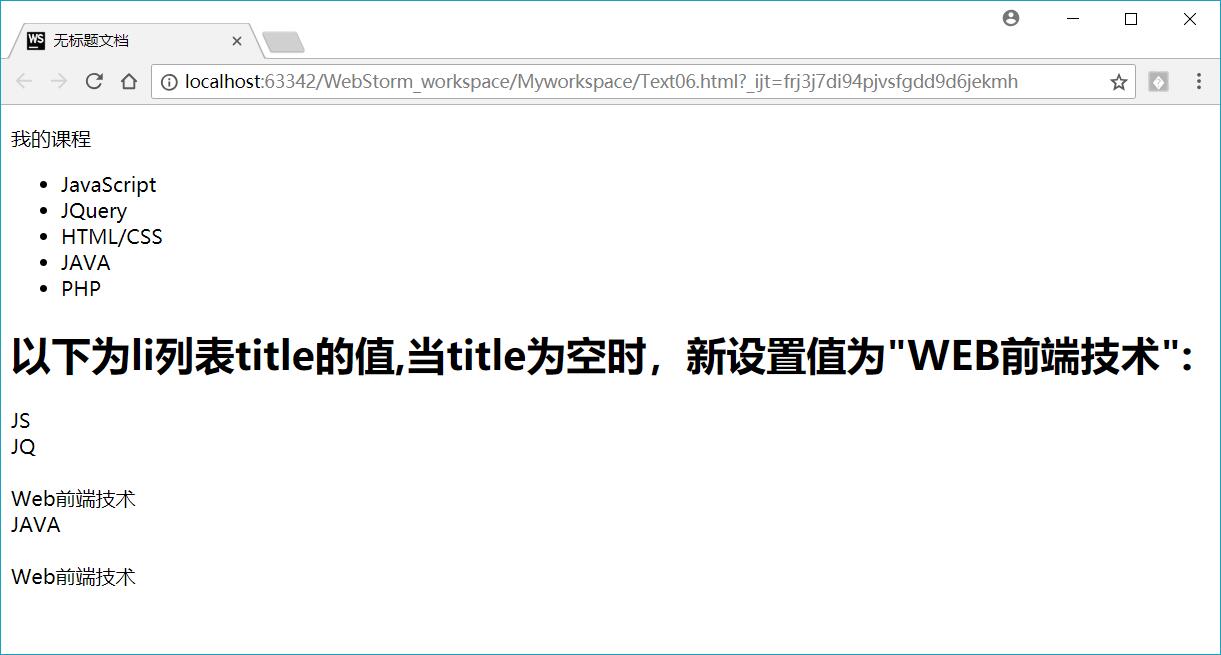 WS 无标题文档
localhost:63342/WebStorm_workspace/Myworkspace/Text06.html?_ijt=frj3j7di94pjvsfgdd9d6jekmh
我的课程
JavaScript
JQuery
HTML/CSS
JAVA
PHP
以下为li列表title的值,当title为空时，新设置值为"WEB前端技术":
JS
JQ
Web前端技术
JAVA
Web前端技术